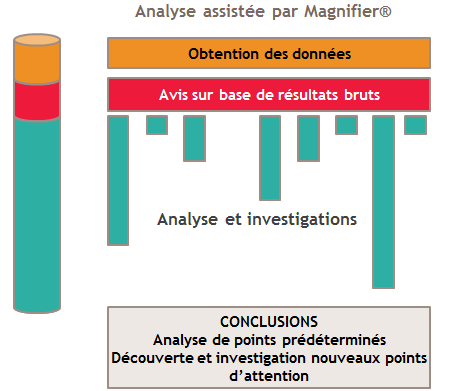 Analyse assistée par Magnifier®
Obtention des données
Avis sur base de résultats bruts
Analyse et investigations
CONCLUSIONS
Analyse de points prédéterminés
Découverte et investigation nouveaux points
d’attention